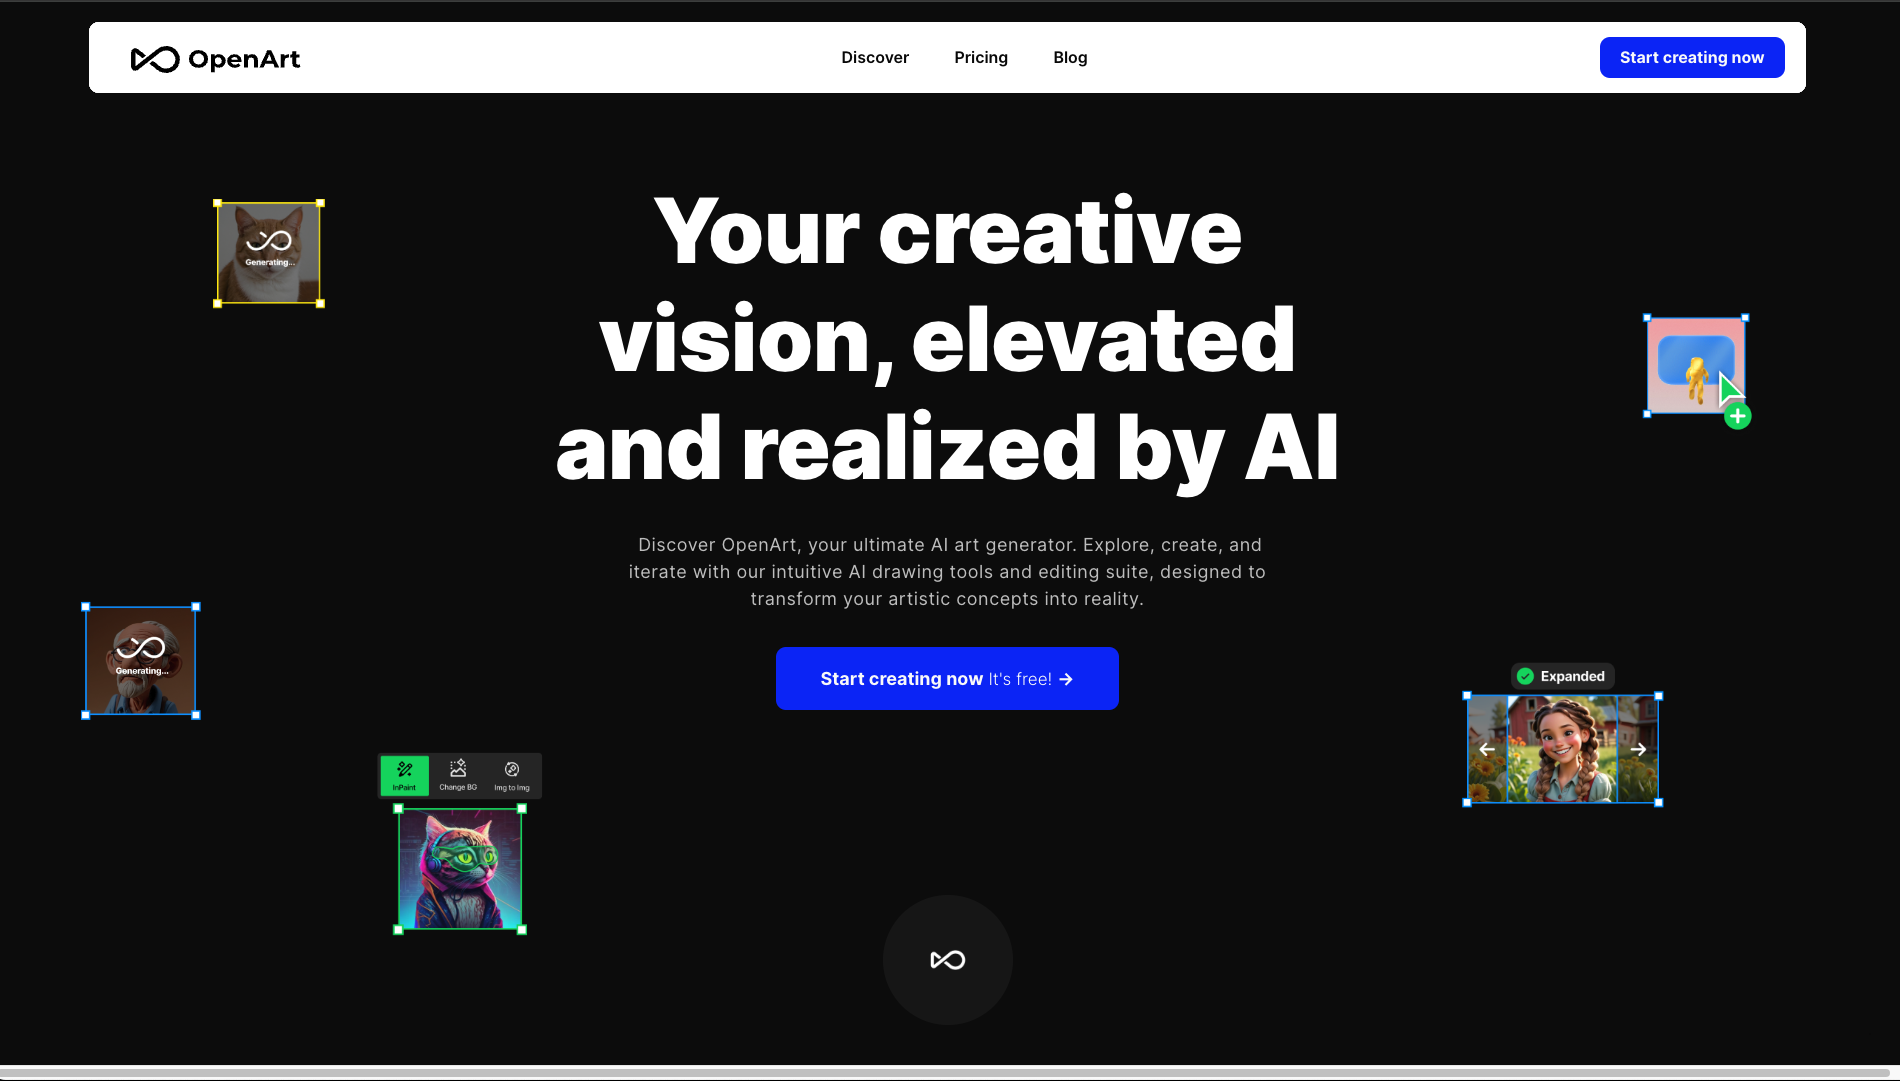 OpenArt
Discover
Pricing
Blog
Start creating now
Your creative
vision, elevated
and realized by AI
Generating...
Discover OpenArt, your ultimate AI art generator. Explore, create, and
iterate with our intuitive AI drawing tools and editing suite, designed to
transform your artistic concepts into reality.
Start creating now It's free! →
Generating...
Expanded
InPaint
Change BG
Img to Img